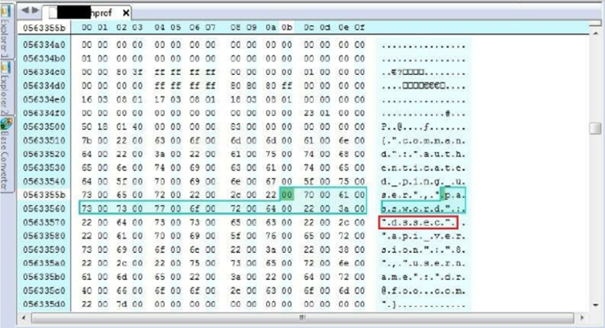 Explorer 1
Explorer 2
Base Converter
hprof
0563355b 00 01 02 03 04 05 06 07 08 09 0a 0b 0c 0d 0e 0f
056334a0 00 00 00 00 00 00 00 00 00 00 00 00 00 00 00 00 ................
056334b0 01 00 00 00 00 00 00 00 00 00 00 00 00 00 00 00 ................
056334c0 00 00 80 3f ff ff ff ff 00 00 00 00 01 00 00 00
056334d0 00 00 00 00 ff ff ff ff 80 80 80 ff 00 00 00 00
056334e0 16 03 08 01 17 03 08 01 18 03 08 01 00 00 00 00 ................
056334f0 00 00 00 00 00 00 00 00 00 00 00 00 23 01 00 00 ............#...
05633500 50 18 01 40 00 00 00 00 83 00 00 00 00 00 00 00
05633510 7b 00 22 00 63 00 6f 00 6d 00 6d 00 61 00 6e 00 {.".c.o.m.m.a.n.
05633520 64 00 22 00 3a 00 22 00 61 00 75 00 74 00 68 00 d.".:.".a.u.t.h.
05633530 65 00 6e 00 74 00 69 00 63 00 61 00 74 00 65 00 e.n.t.i.c.a.t.e.
05633540 64 00 5f 00 70 00 69 00 6e 00 67 00 5f 00 75 00 d._.p.i.n.g._.u.
0563355b 73 00 65 00 72 00 22 00 2c 00 22 00 70 00 61 00 s.e.r.".,.".p.a.
05633560 73 00 73 00 77 00 6f 00 72 00 64 00 22 00 3a 00 s.s.w.o.r.d.".:.
05633570 22 00 64 00 73 00 73 00 65 00 63 00 22 00 2c 00 ".d.s.s.e.c.".,.
05633580 22 00 61 00 70 00 69 00 5f 00 76 00 65 00 72 00 ".a.p.i._.v.e.r.
05633590 73 00 69 00 6f 00 6e 00 22 00 3a 00 s.i.o.n.".:.
056335a0 22 00 2c 00 22 00 75 00 73 00 65 00 72 00 6e 00 ".,.".u.s.e.r.n.
056335b0 61 00 6d 00 65 00 22 00 3a 00 22 00 64 00 72 00 a.m.e.".:.".d.r.
056335c0 40 00 66 00 6f 00 6f 00 2e 00 63 00 6f 00 6d 00 @.f.o.o...c.o.m.
056335d0 22 00 7d 00 00 00 00 00 00 00 00 00 00 00 00 00 ".}.............